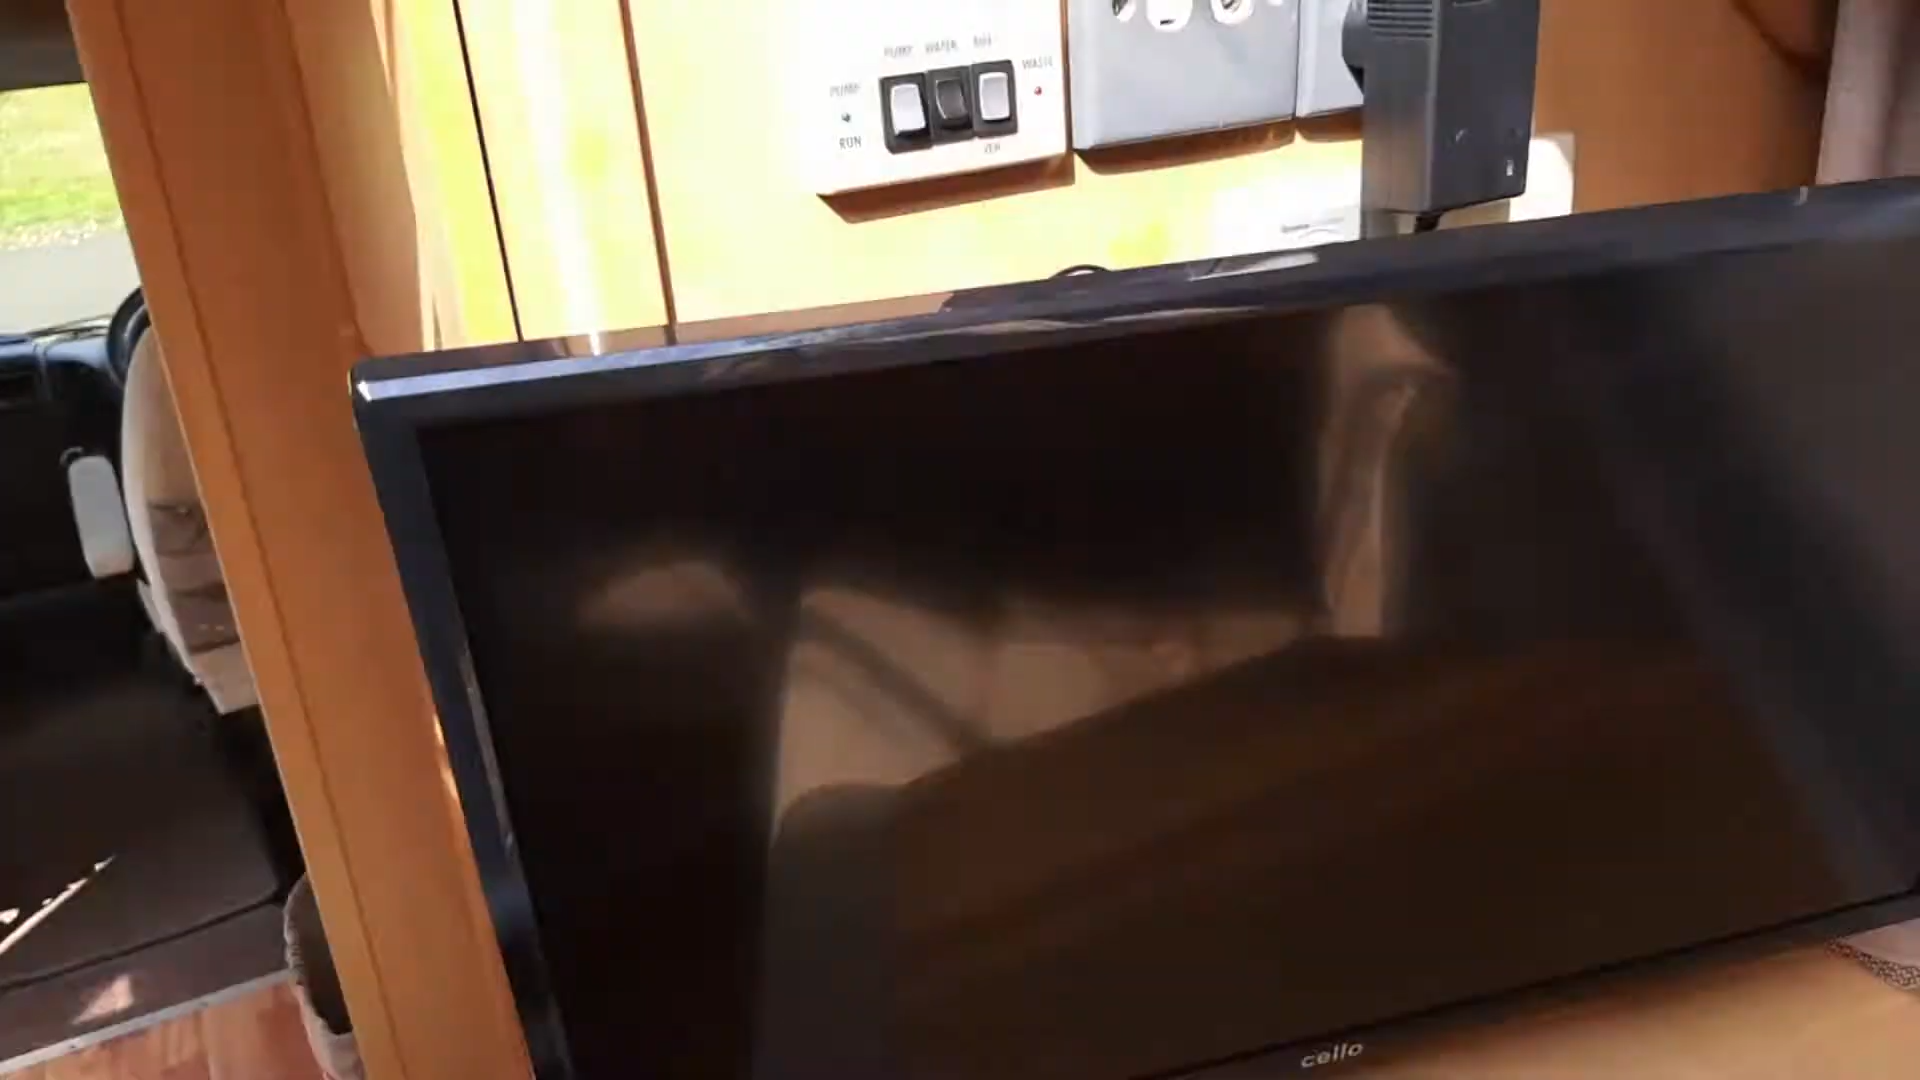 PUMP WATER
PUMP
WASTE
RUN
cello